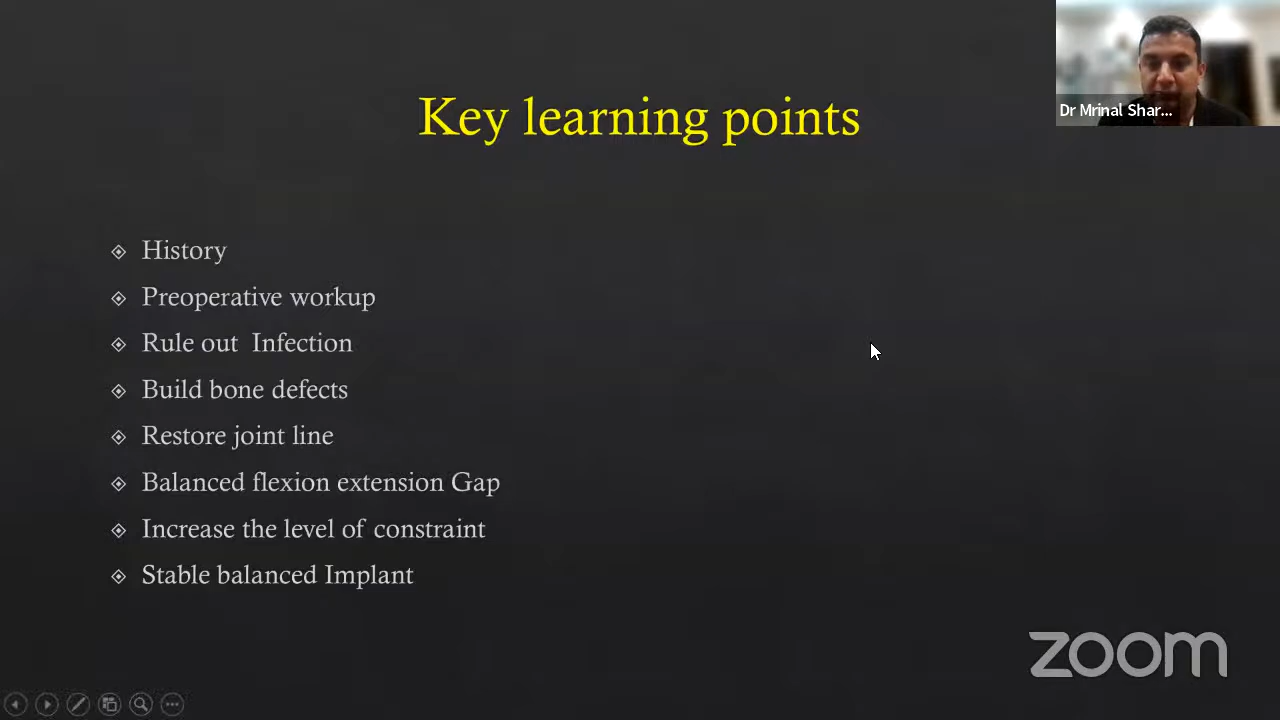 Key learning points
Dr Mrinal Shar...
History
Preoperative workup
Rule out  Infection
Build bone defects
Restore joint line
Balanced flexion extension Gap
Increase the level of constraint
Stable balanced Implant
zoom